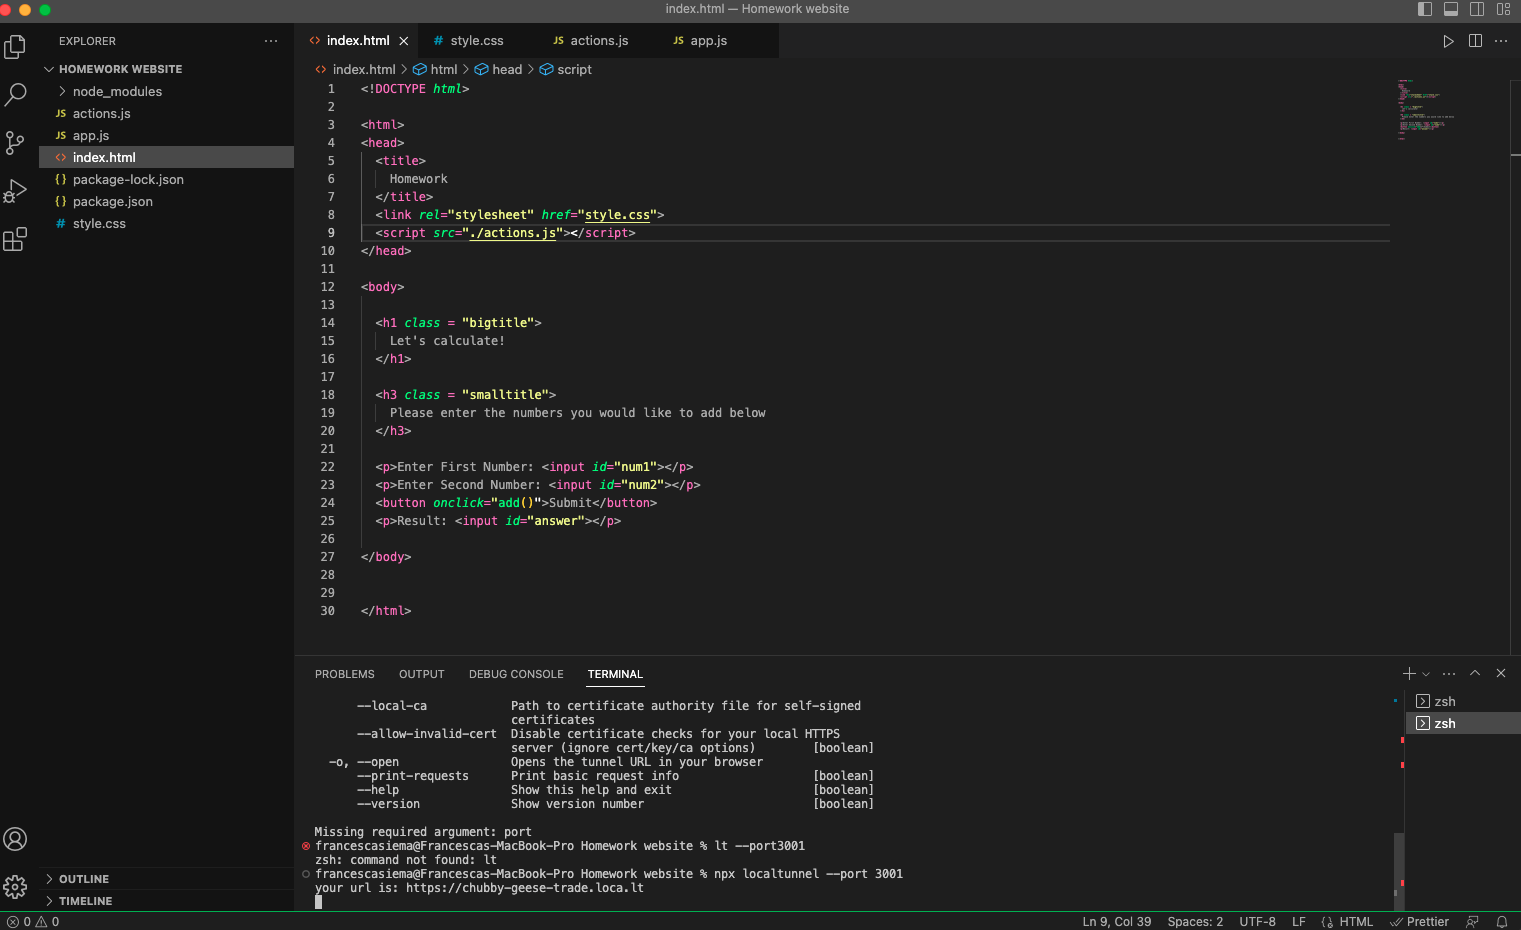 index.html — Homework website
EXPLORER
HOMEWORK WEBSITE
node_modules
JS actions.js
JS app.js
<> index.html
{} package-lock.json
{} package.json
# style.css
OUTLINE
TIMELINE
<> index.html
# style.css
JS actions.js
JS app.js
<> index.html > html > head > script
1 <!DOCTYPE html>
2
3 <html>
4 <head>
5 <title>
6 Homework
7 </title>
8 <link rel="stylesheet" href="style.css">
9 <script src="./actions.js"></script>
10 </head>
11
12 <body>
13
14 <h1 class = "bigtitle">
15 Let's calculate!
16 </h1>
17
18 <h3 class = "smalltitle">
19 Please enter the numbers you would like to add below
20 </h3>
21
22 <p>Enter First Number: <input id="num1"></p>
23 <p>Enter Second Number: <input id="num2"></p>
24 <button onclick="add()">Submit</button>
25 <p>Result: <input id="answer"></p>
26
27 </body>
28
29
30 </html>
PROBLEMS OUTPUT DEBUG CONSOLE TERMINAL
--local-ca Path to certificate authority file for self-signed
certificates
--allow-invalid-cert Disable certificate checks for your local HTTPS
server (ignore cert/key/ca options) [boolean]
-o, --open Opens the tunnel URL in your browser
--print-requests Print basic request info [boolean]
--help Show this help and exit [boolean]
--version Show version number [boolean]
Missing required argument: port
francescasiema@Francescas-MacBook-Pro Homework website % lt --port3001
zsh: command not found: lt
francescasiema@Francescas-MacBook-Pro Homework website % npx localtunnel --port 3001
your url is: https://chubby-geese-trade.loca.lt
zsh
zsh
0 0
Ln 9, Col 39 Spaces: 2 UTF-8 LF {} HTML Prettier